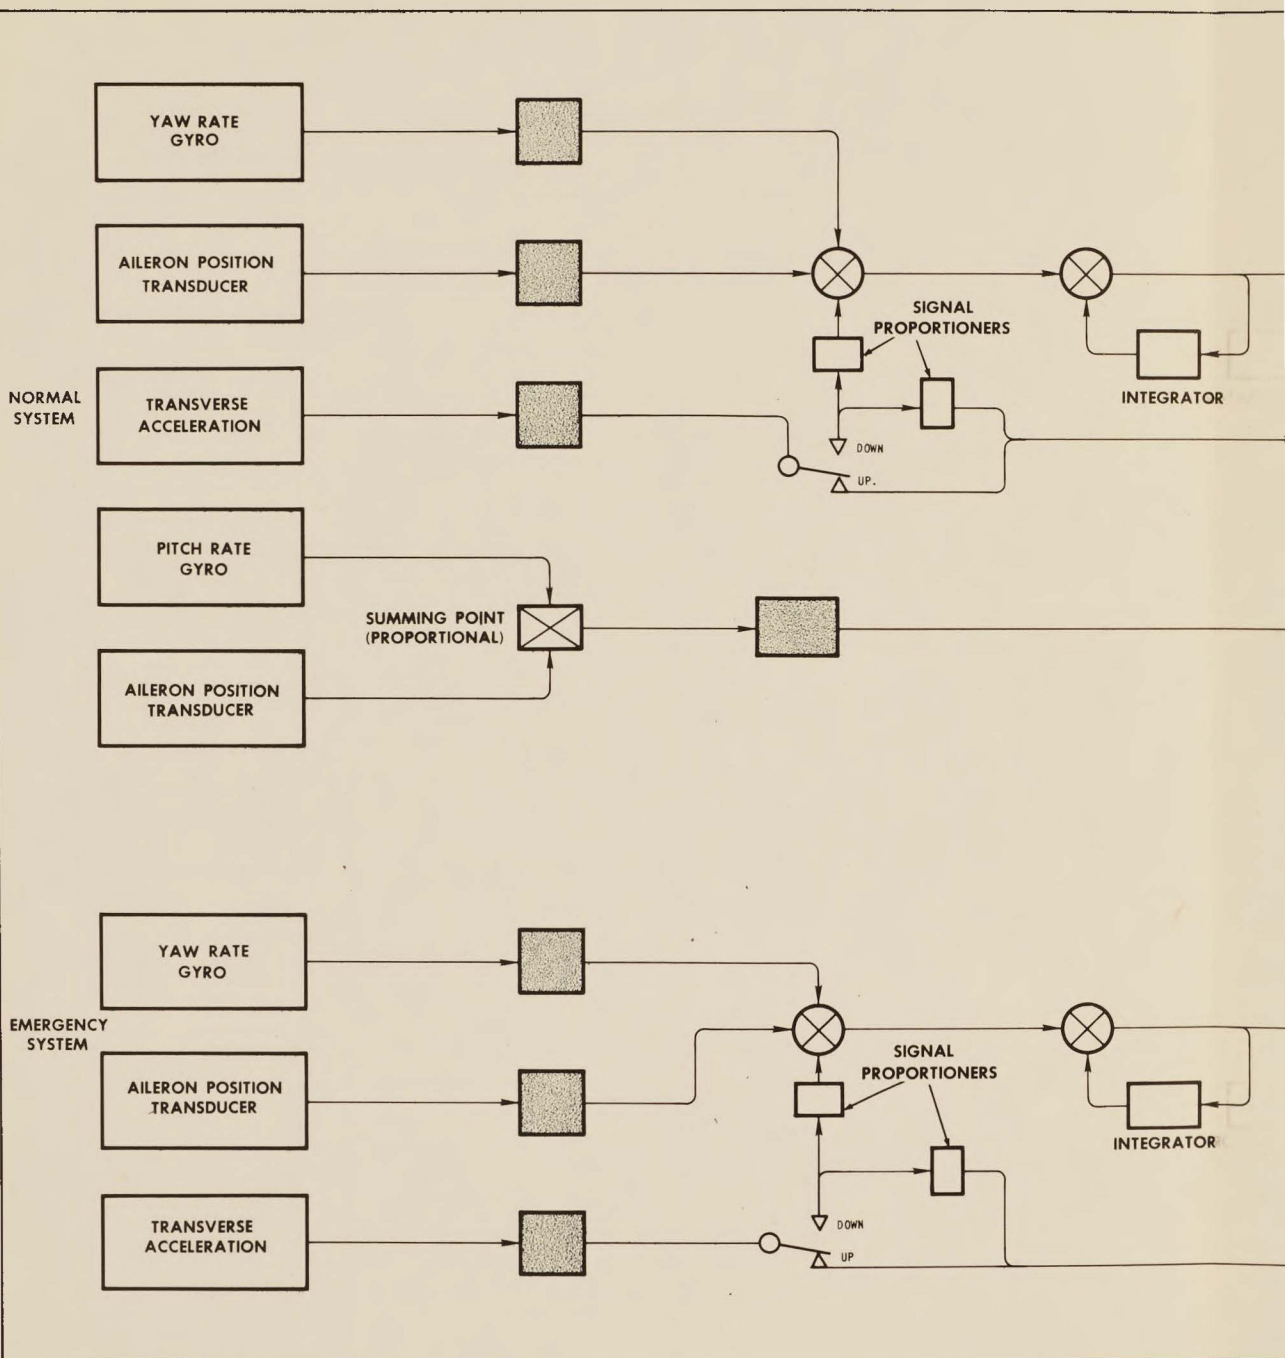 YAW RATE
GYRO
AILERON POSITION
TRANSDUCER
SIGNAL
PROPORTIONERS
INTEGRATOR
NORMAL
SYSTEM
TRANSVERSE
ACCELERATION
DOWN
UP.
PITCH RATE
GYRO
SUMMING POINT
(PROPORTIONAL)
AILERON POSITION
TRANSDUCER
YAW RATE
GYRO
EMERGENCY
SYSTEM
SIGNAL
PROPORTIONERS
AILERON POSITION
TRANSDUCER
INTEGRATOR
TRANSVERSE
ACCELERATION
DOWN
UP